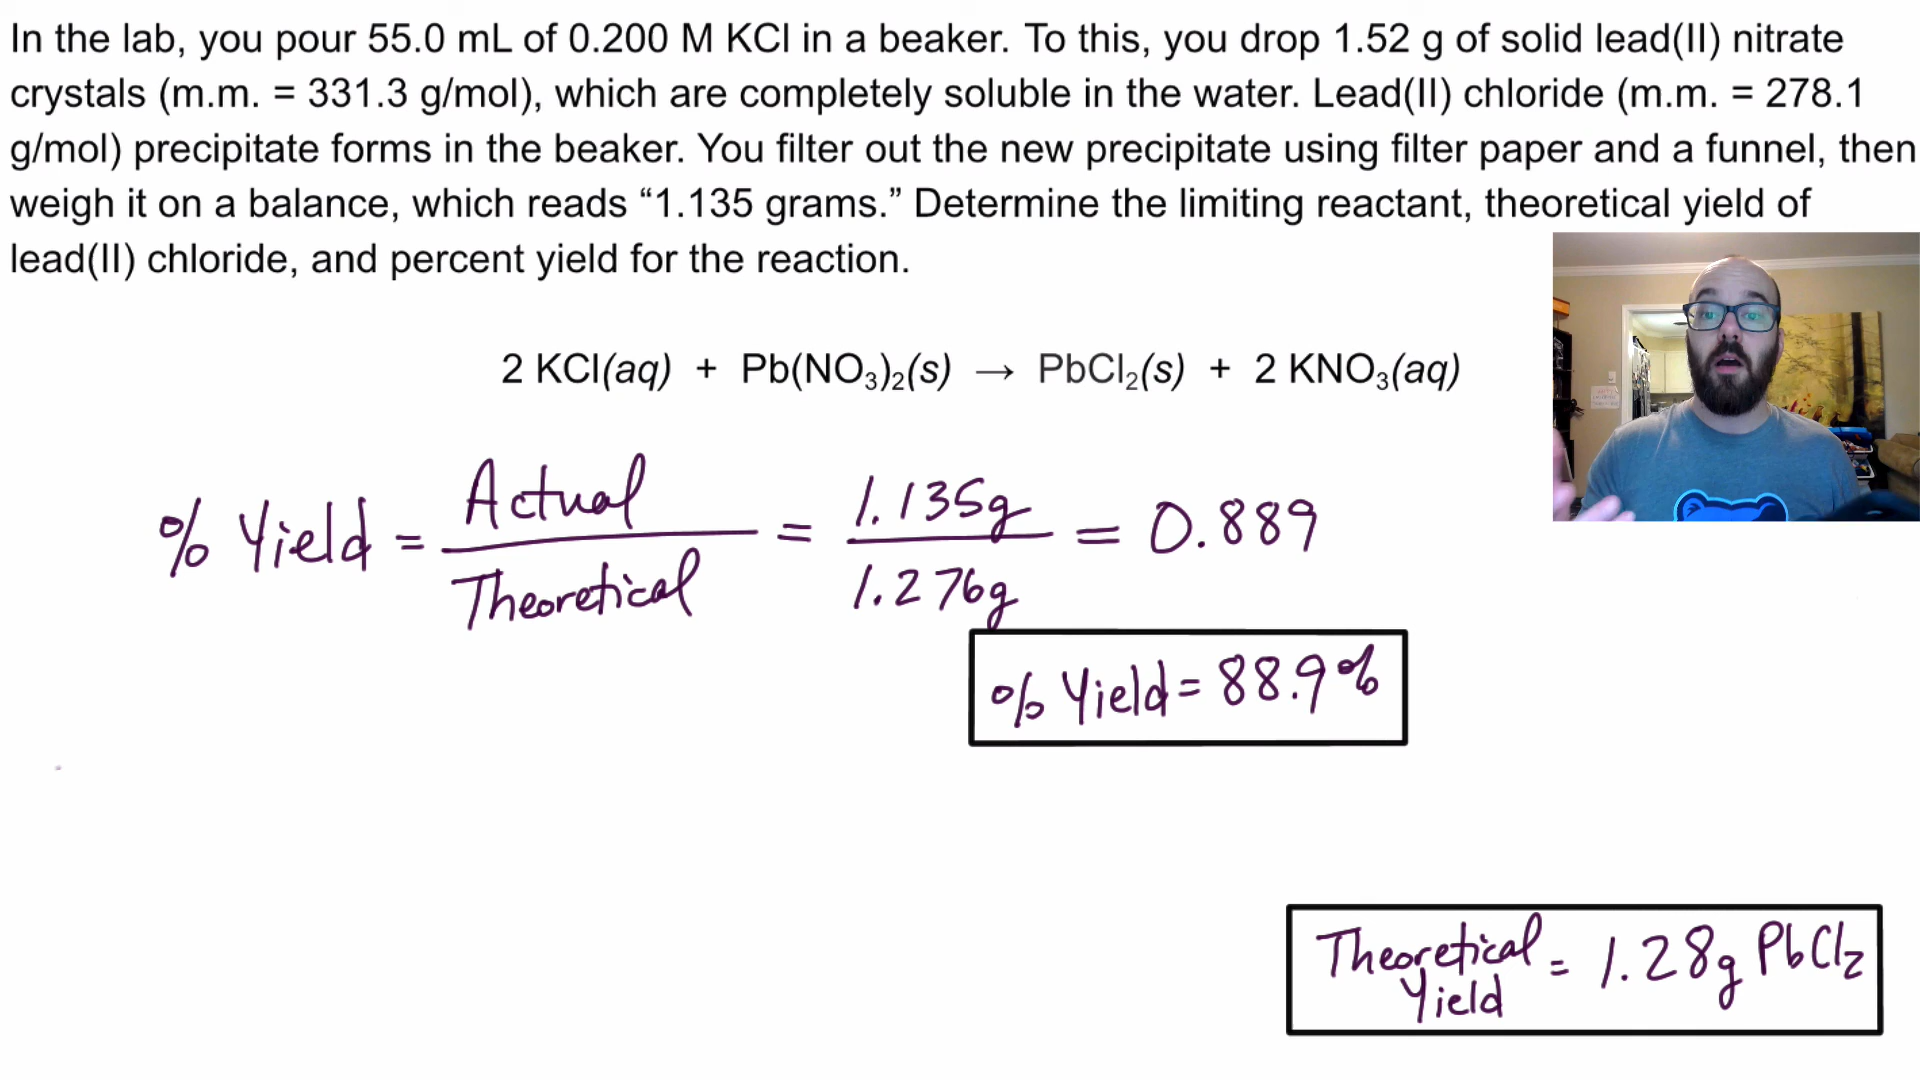 In the lab, you pour 55.0 mL of 0.200 M KCl in a beaker. To this, you drop 1.52 g of solid lead(II) nitrate
crystals (m.m. = 331.3 g/mol), which are completely soluble in the water. Lead(II) chloride (m.m. = 278.1
g/mol) precipitate forms in the beaker. You filter out the new precipitate using filter paper and a funnel, then
weigh it on a balance, which reads “1.135 grams.” Determine the limiting reactant, theoretical yield of
lead(II) chloride, and percent yield for the reaction.
2 KCl(aq) + Pb(NO₃)₂(s) → PbCl₂(s) + 2 KNO₃(aq)
% Yield = Actual / Theoretical = 1.135g / 1.276g = 0.889
% Yield = 88.9%
Theoretical Yield = 1.28g PbCl₂